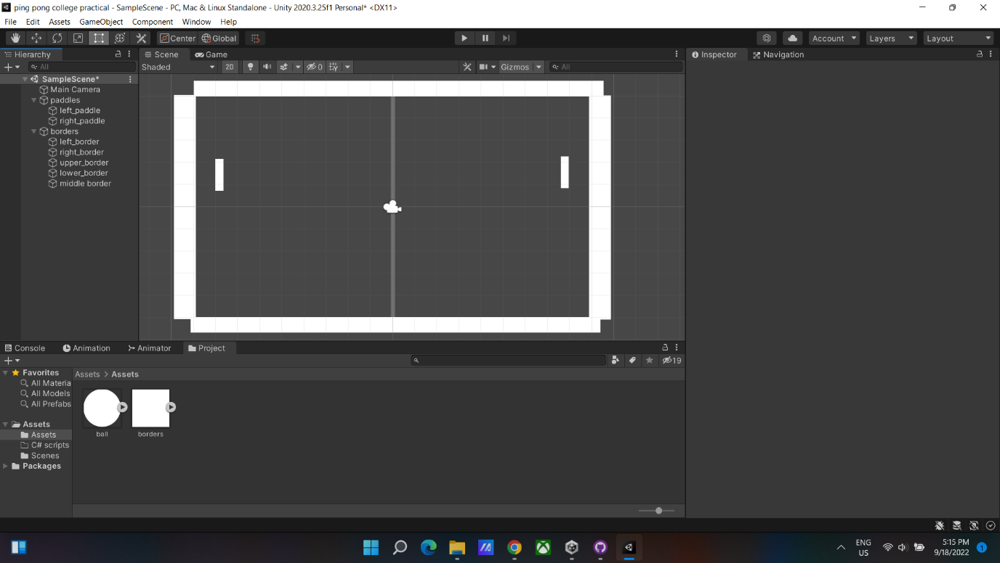 ping pong college practical - SampleScene - PC, Mac & Linux Standalone - Unity 2020.3.25f1 Personal* <DX11>
File Edit Assets GameObject Component Window Help
Center Global Account Layers Layout
Hierarchy Scene Game Inspector Navigation
All Shaded 2D 0 Gizmos All
SampleScene*
Main Camera
paddles
left_paddle
right_paddle
borders
left_border
right_border
upper_border
lower_border
middle border
Console Animation Animator Project
19
Favorites
All Materia
All Models
All Prefabs
Assets
Assets
C# scripts
Scenes
Packages
Assets > Assets
ball borders
ENG
US
5:15 PM
9/18/2022
1